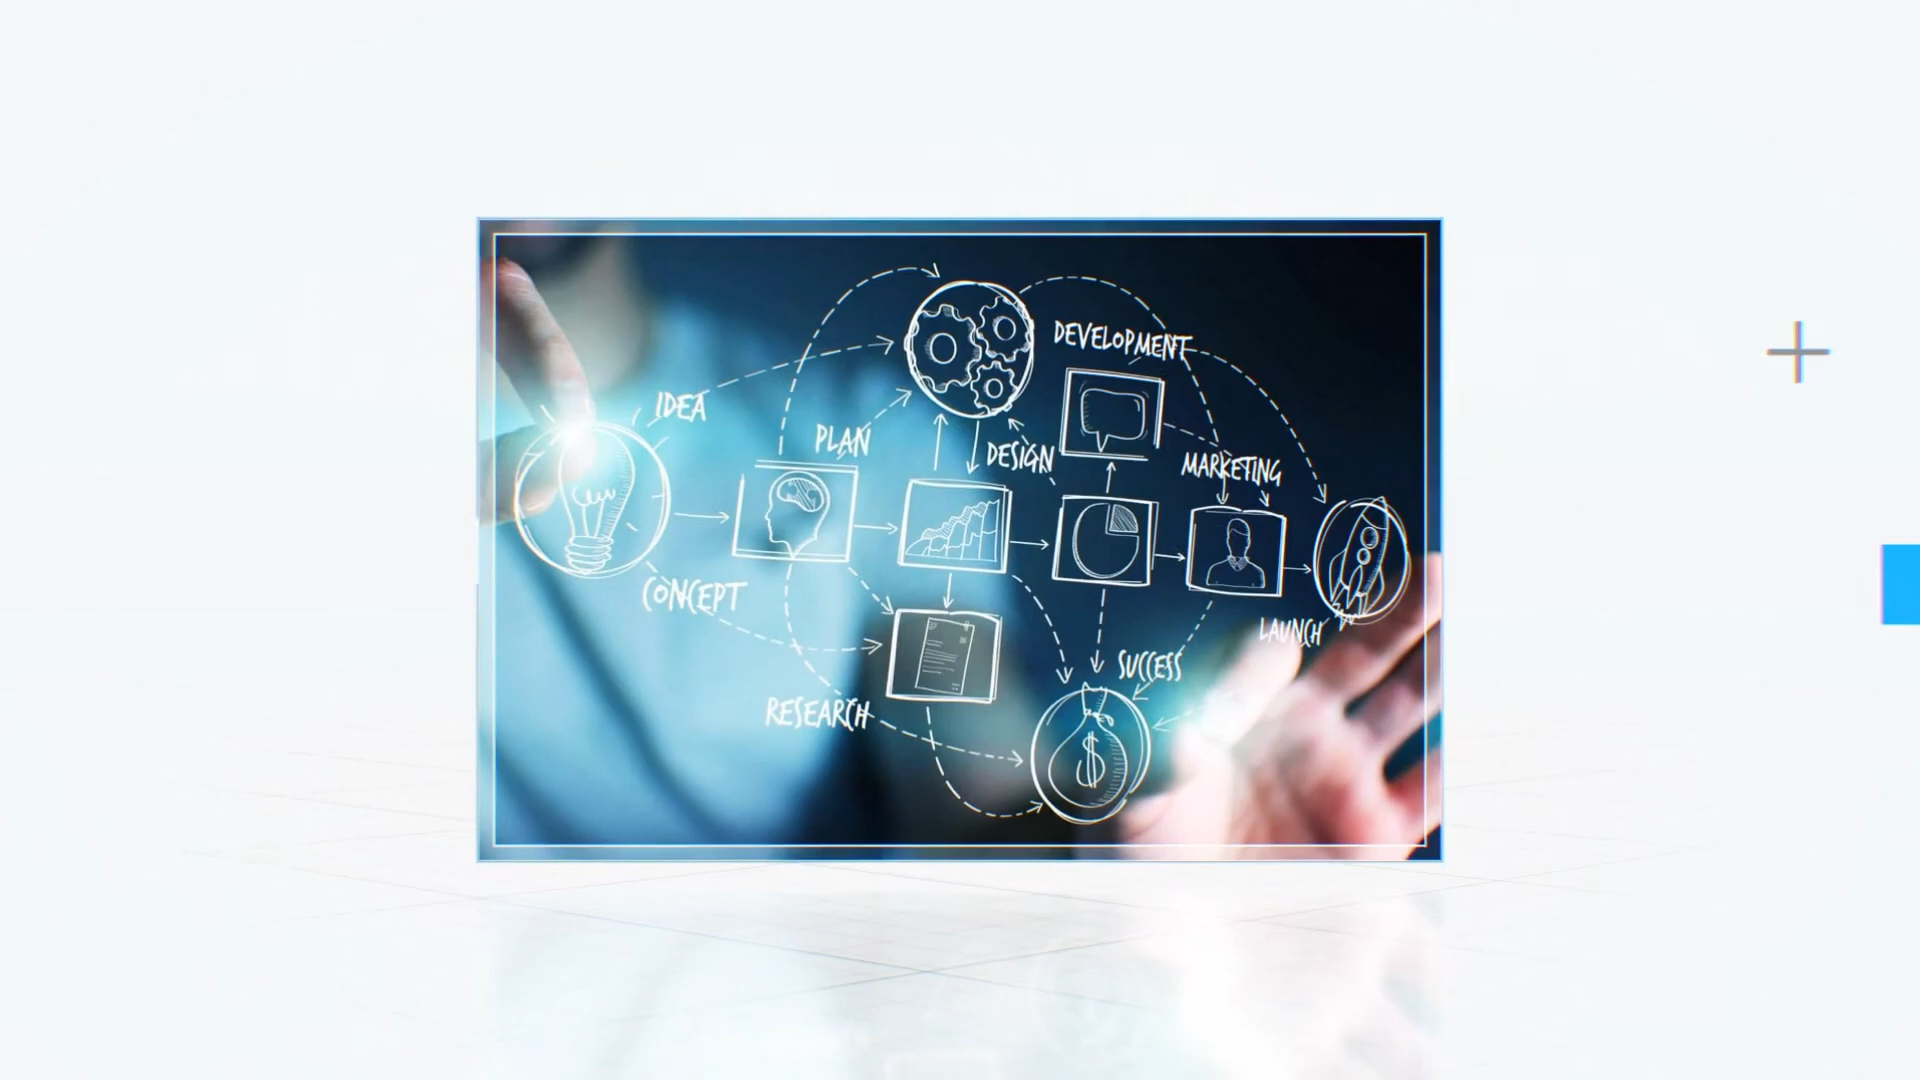 DEVELOPMENT
IDEA
PLAN
DESIGN
MARKETING
CONCEPT
LAUNCH
SUCCESS
RESEARCH
$